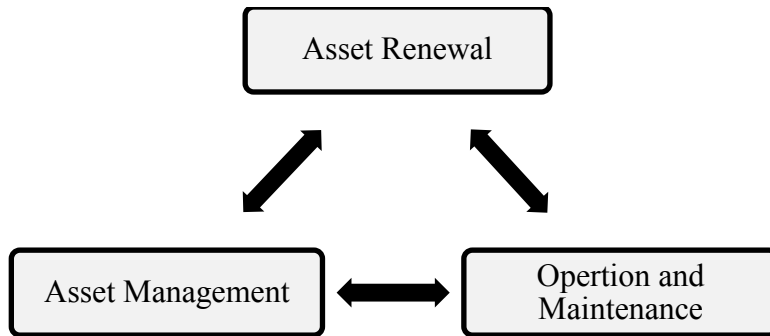 Asset Renewal
Asset Management
Opertion and
Maintenance